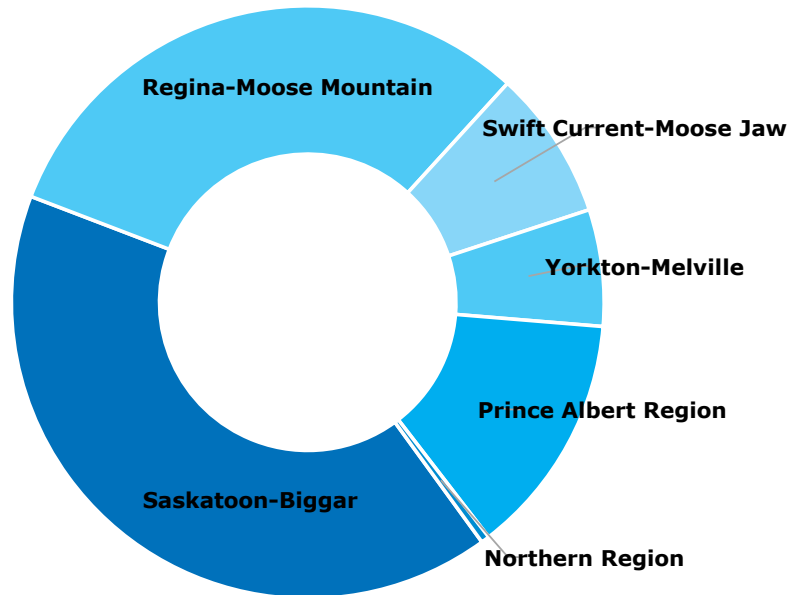 Regina-Moose Mountain
Swift Current-Moose Jaw
Yorkton-Melville
Prince Albert Region
Saskatoon-Biggar
Northern Region